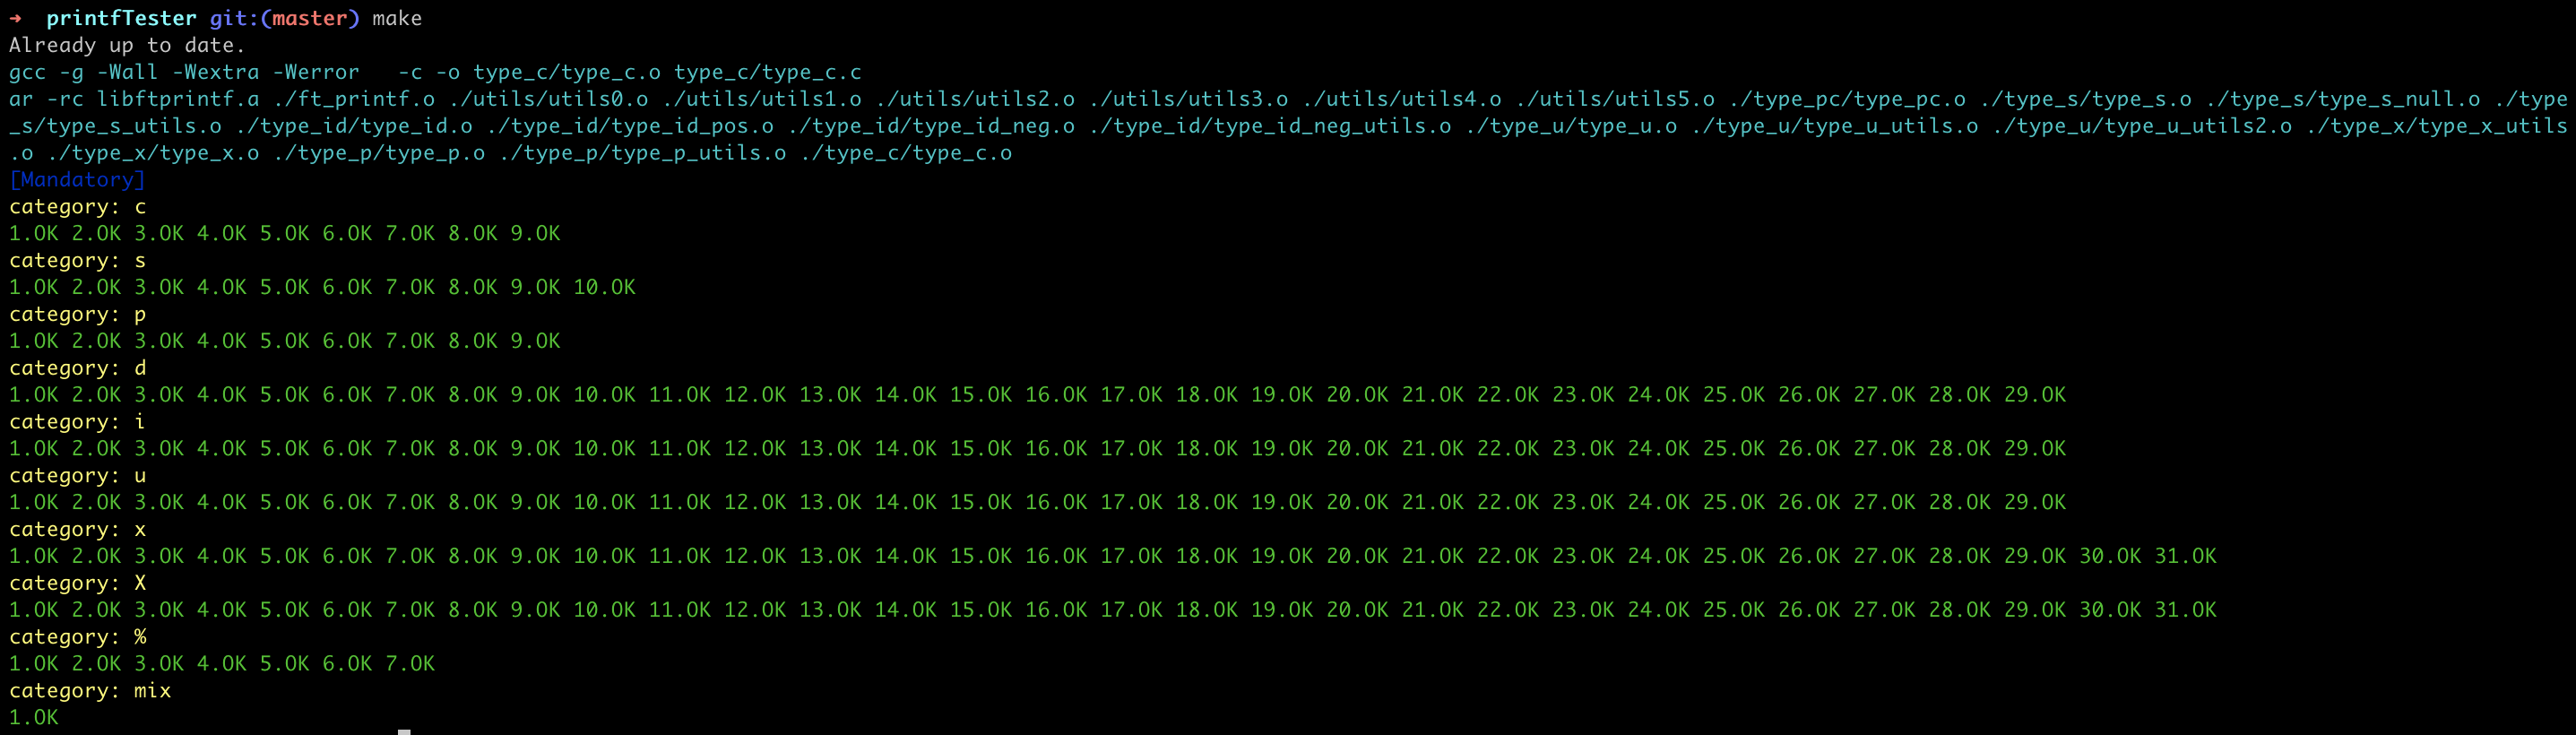 ➜  printfTester git:(master) make
Already up to date.
gcc -g -Wall -Wextra -Werror   -c -o type_c/type_c.o type_c/type_c.c
ar -rc libftprintf.a ./ft_printf.o ./utils/utils0.o ./utils/utils1.o ./utils/utils2.o ./utils/utils3.o ./utils/utils4.o ./utils/utils5.o ./type_pc/type_pc.o ./type_s/type_s.o ./type_s/type_s_null.o ./type
_s/type_s_utils.o ./type_id/type_id.o ./type_id/type_id_pos.o ./type_id/type_id_neg.o ./type_id/type_id_neg_utils.o ./type_u/type_u.o ./type_u/type_u_utils.o ./type_u/type_u_utils2.o ./type_x/type_x_utils
.o ./type_x/type_x.o ./type_p/type_p.o ./type_p/type_p_utils.o ./type_c/type_c.o
[Mandatory]
category: c
1.OK 2.OK 3.OK 4.OK 5.OK 6.OK 7.OK 8.OK 9.OK
category: s
1.OK 2.OK 3.OK 4.OK 5.OK 6.OK 7.OK 8.OK 9.OK 10.OK
category: p
1.OK 2.OK 3.OK 4.OK 5.OK 6.OK 7.OK 8.OK 9.OK
category: d
1.OK 2.OK 3.OK 4.OK 5.OK 6.OK 7.OK 8.OK 9.OK 10.OK 11.OK 12.OK 13.OK 14.OK 15.OK 16.OK 17.OK 18.OK 19.OK 20.OK 21.OK 22.OK 23.OK 24.OK 25.OK 26.OK 27.OK 28.OK 29.OK
category: i
1.OK 2.OK 3.OK 4.OK 5.OK 6.OK 7.OK 8.OK 9.OK 10.OK 11.OK 12.OK 13.OK 14.OK 15.OK 16.OK 17.OK 18.OK 19.OK 20.OK 21.OK 22.OK 23.OK 24.OK 25.OK 26.OK 27.OK 28.OK 29.OK
category: u
1.OK 2.OK 3.OK 4.OK 5.OK 6.OK 7.OK 8.OK 9.OK 10.OK 11.OK 12.OK 13.OK 14.OK 15.OK 16.OK 17.OK 18.OK 19.OK 20.OK 21.OK 22.OK 23.OK 24.OK 25.OK 26.OK 27.OK 28.OK 29.OK
category: x
1.OK 2.OK 3.OK 4.OK 5.OK 6.OK 7.OK 8.OK 9.OK 10.OK 11.OK 12.OK 13.OK 14.OK 15.OK 16.OK 17.OK 18.OK 19.OK 20.OK 21.OK 22.OK 23.OK 24.OK 25.OK 26.OK 27.OK 28.OK 29.OK 30.OK 31.OK
category: X
1.OK 2.OK 3.OK 4.OK 5.OK 6.OK 7.OK 8.OK 9.OK 10.OK 11.OK 12.OK 13.OK 14.OK 15.OK 16.OK 17.OK 18.OK 19.OK 20.OK 21.OK 22.OK 23.OK 24.OK 25.OK 26.OK 27.OK 28.OK 29.OK 30.OK 31.OK
category: %
1.OK 2.OK 3.OK 4.OK 5.OK 6.OK 7.OK
category: mix
1.OK